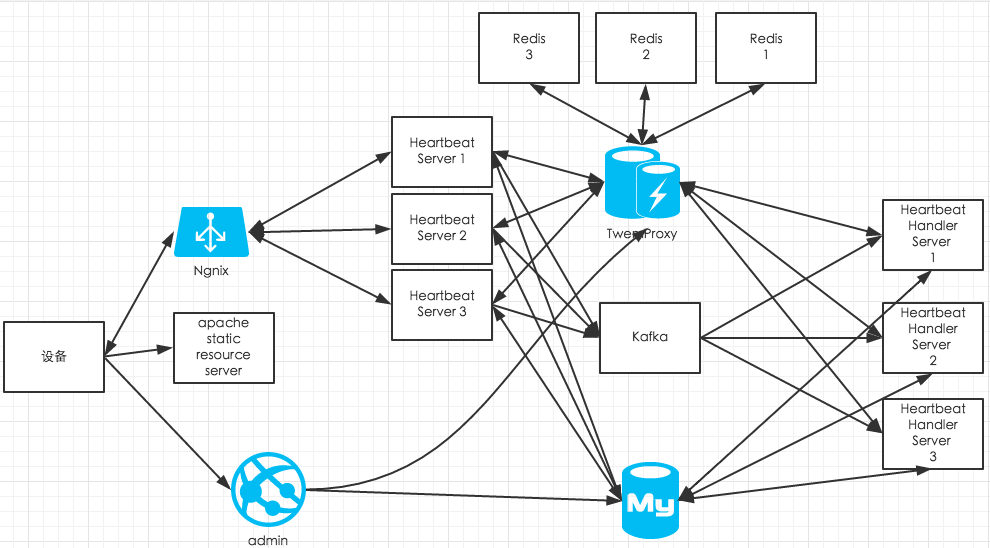 Redis
3
Redis
2
Redis
1
Heartbeat
Server 1
Heartbeat
Server 2
Heartbeat
Server 3
TwemProxy
Ngnix
设备
apache
static
resource
server
Kafka
Heartbeat
Handler
Server
1
Heartbeat
Handler
Server
2
Heartbeat
Handler
Server
3
My
admin